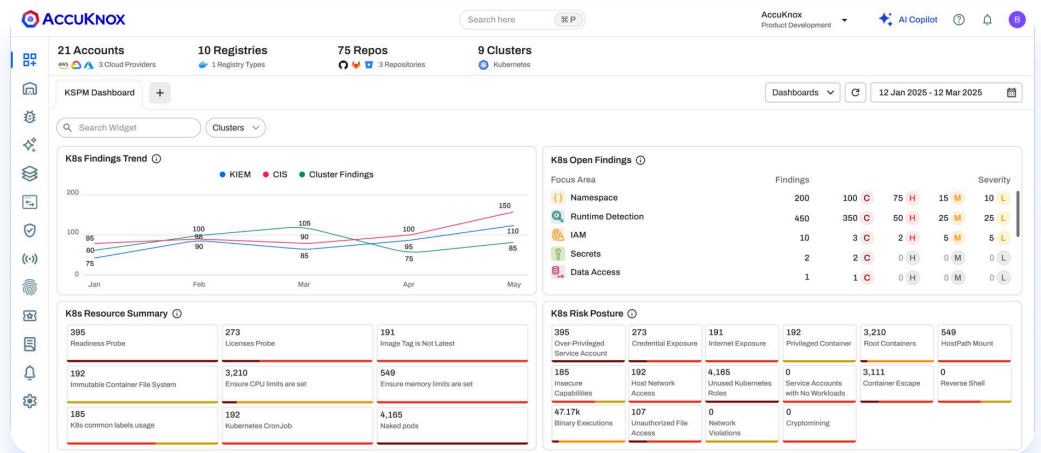 ACCUKNOX
Search here ⌘ P
AccuKnox
Product Development
AI Copilot
B
21 Accounts
aws 3 Cloud Providers
10 Registries
1 Registry Types
75 Repos
3 Repositories
9 Clusters
Kubernetes
KSPM Dashboard +
Dashboards
12 Jan 2025 - 12 Mar 2025
Search Widget
Clusters
K8s Findings Trend
KIEM CIS Cluster Findings
200
100
0
95
60
75
100
98
90
105
90
85
100
95
75
150
110
85
Jan Feb Mar Apr May
K8s Open Findings
Focus Area Findings Severity
Namespace 200 100 C 75 H 15 M 10 L
Runtime Detection 450 350 C 50 H 25 M 25 L
IAM 10 3 C 2 H 5 M 5 L
Secrets 2 2 C 0 H 0 M 0 L
Data Access 1 1 C 0 H 0 M 0 L
K8s Resource Summary
395
Readiness Probe
273
Licenses Probe
191
Image Tag is Not Latest
192
Immutable Container File System
3,210
Ensure CPU limits are set
549
Ensure memory limits are set
185
K8s common labels usage
192
Kubernetes CronJob
4,165
Naked pods
K8s Risk Posture
395
Over-Privileged
Service Account
273
Credential Exposure
191
Internet Exposure
192
Privileged Container
3,210
Root Containers
549
HostPath Mount
185
Insecure
Capabilities
192
Host Network
Access
4,165
Unused Kubernetes
Roles
0
Service Accounts
with No Workloads
3,111
Container Escape
0
Reverse Shell
47.17k
Binary Executions
107
Unauthorized File
Access
0
Network
Violations
0
Cryptomining